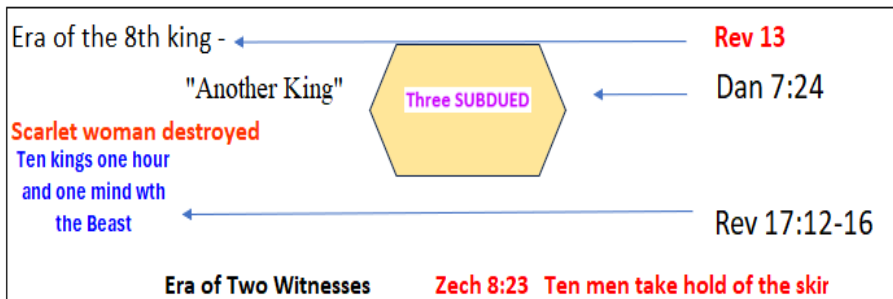 Era of the 8th king -
Rev 13
"Another King"
Three SUBDUED
Dan 7:24
Scarlet woman destroyed
Ten kings one hour
and one mind wth
the Beast
Rev 17:12-16
Era of Two Witnesses
Zech 8:23 Ten men take hold of the